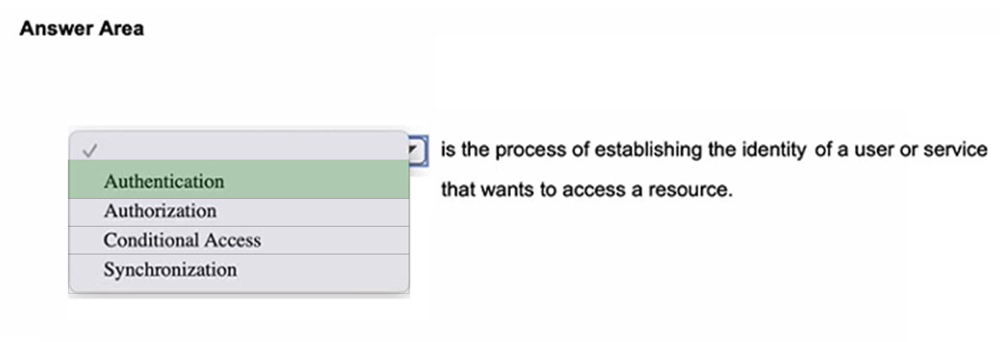 Answer Area
is the process of establishing the identity of a user or service
that wants to access a resource.
✓
Authentication
Authorization
Conditional Access
Synchronization